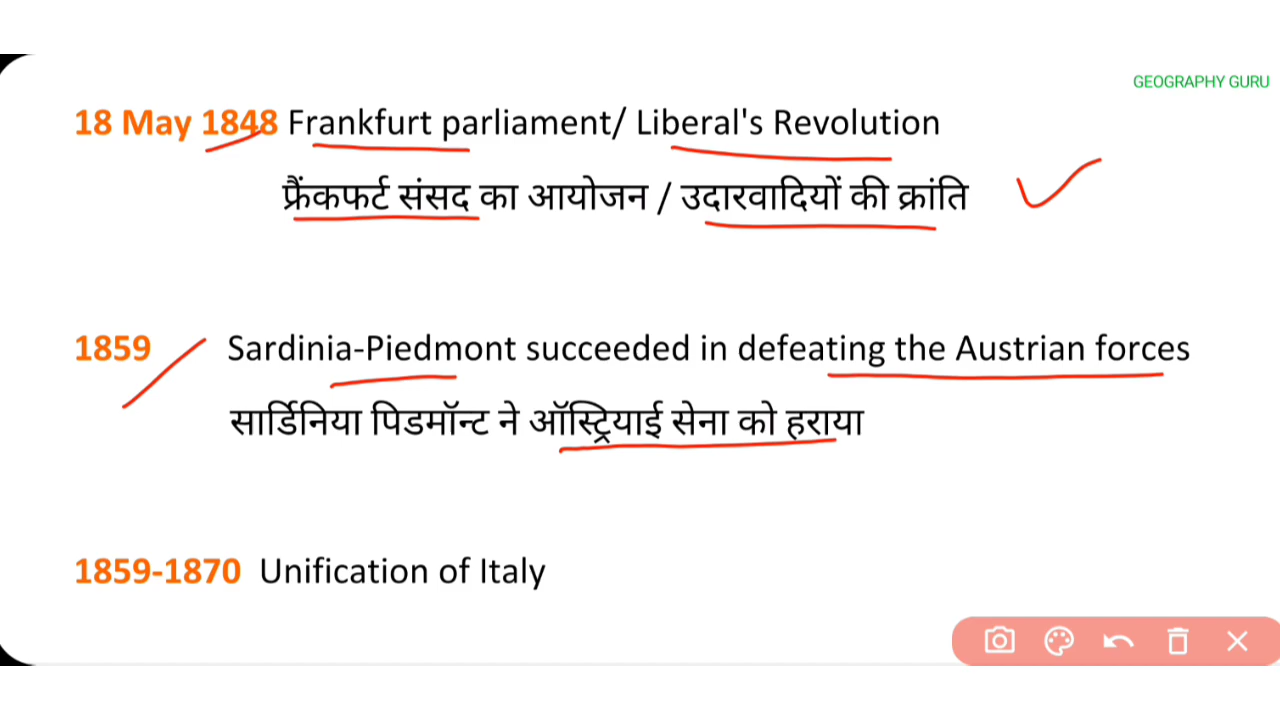 GEOGRAPHY GURU
18 May 1848 Frankfurt parliament/ Liberal's Revolution
फ्रैंकफर्ट संसद का आयोजन / उदारवादियों की क्रांति
1859 Sardinia-Piedmont succeeded in defeating the Austrian forces
सार्डिनिया पिडमॉन्ट ने ऑस्ट्रियाई सेना को हराया
1859-1870 Unification of Italy